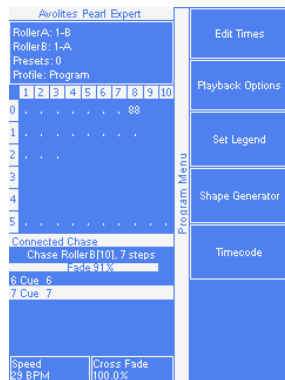 Avolites Pearl Expert
RollerA: 1-B
RollerB: 1-A
Presets: 0
Profile: Program
1 2 3 4 5 6 7 8 9 10
0 . . . . . . . 88
1 . . . . . . . .
2 . . .
3
4
5 . . . . . . . . . .
Connected Chase
Chase RollerB[10], 7 steps
Fade 91%
6 Cue 6
7 Cue 7
Speed
29 BPM
Cross Fade
100.0%
Program Menu
Edit Times
Playback Options
Set Legend
Shape Generator
Timecode